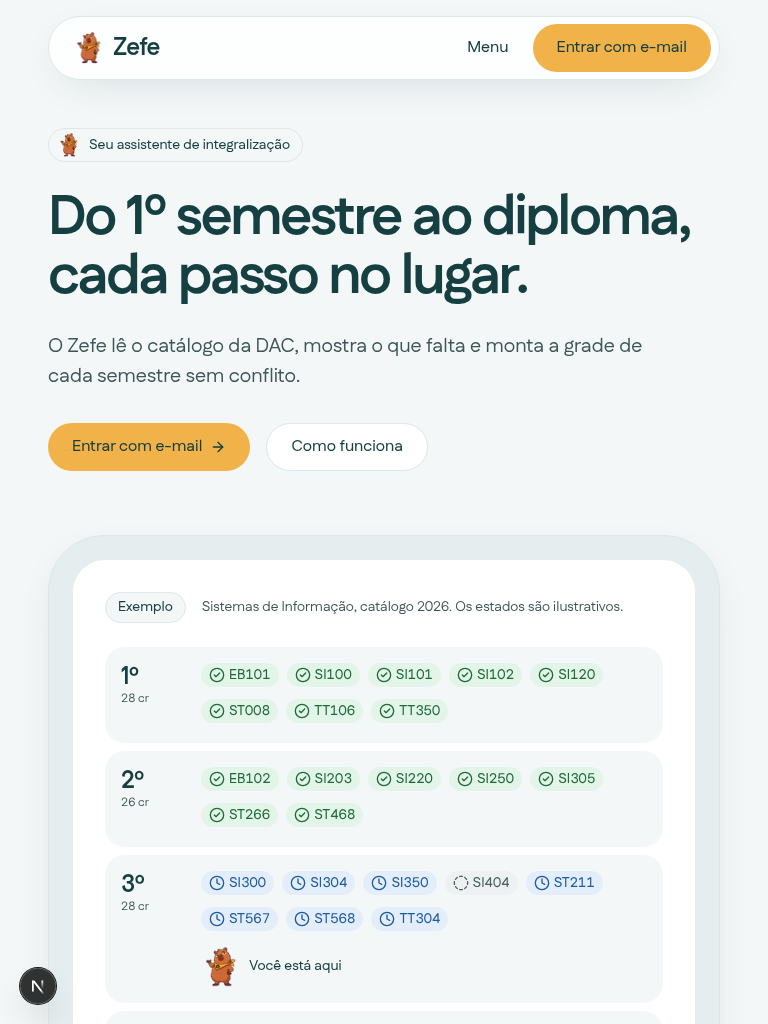 Zefe
Menu
Entrar com e-mail
Seu assistente de integralização
Do 1º semestre ao diploma,
cada passo no lugar.
O Zefe lê o catálogo da DAC, mostra o que falta e monta a grade de
cada semestre sem conflito.
Entrar com e-mail
Como funciona
Exemplo
Sistemas de Informação, catálogo 2026. Os estados são ilustrativos.
1º
28 cr
EB101 SI100 SI101 SI102 SI120
ST008 TT106 TT350
2º
26 cr
EB102 SI203 SI220 SI250 SI305
ST266 ST468
3º
28 cr
SI300 SI304 SI350 SI404 ST211
ST567 ST568 TT304
Você está aqui
N